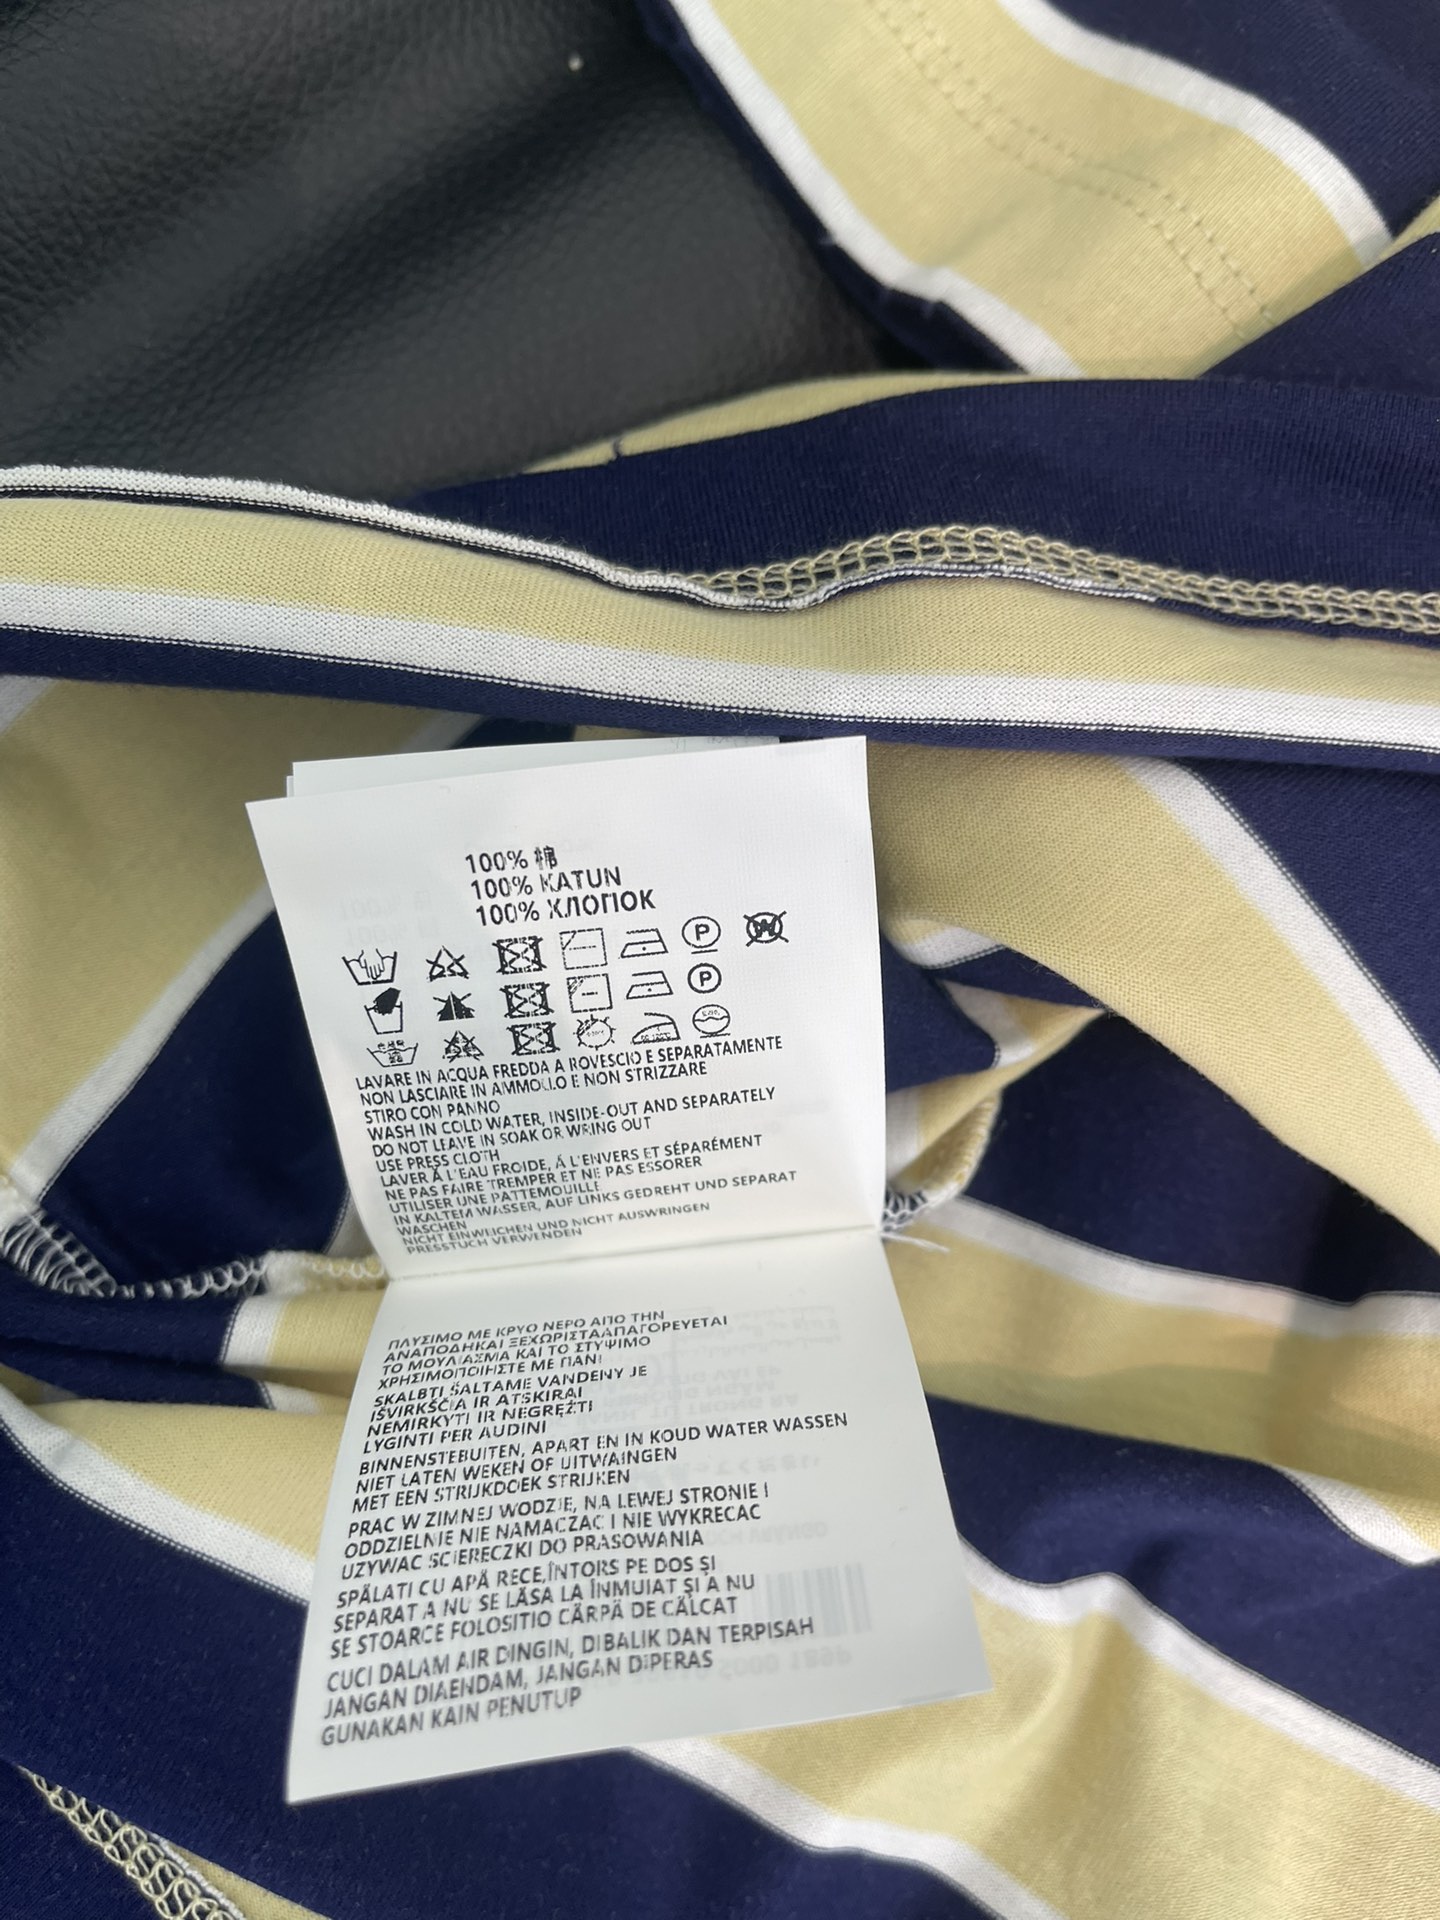 100% 棉
100% KATUN
100% ХЛОПОК
P W
P
LAVARE IN ACQUA FREDDA A ROVESCIO E SEPARATAMENTE
NON LASCIARE IN AMMOLLO E NON STRIZZARE
STIRO CON PANNO
WASH IN COLD WATER, INSIDE-OUT AND SEPARATELY
DO NOT LEAVE IN SOAK OR WRING OUT
USE PRESS CLOTH
LAVER À L'EAU FROIDE, À L'ENVERS ET SÉPARÉMENT
NE PAS FAIRE TREMPER ET NE PAS ESSORER
UTILISER UNE PATTEMOUILLE
IN KALTEM WASSER, AUF LINKS GEDREHT UND SEPARAT
WASCHEN
NICHT EINWEICHEN UND NICHT AUSWRINGEN
PRESSTUCH VERWENDEN
ΠΛΥΣΙΜΟ ΜΕ ΚΡΥΟ ΝΕΡΟ ΑΠΟ ΤΗΝ
ΑΝΑΠΟΔΗΚΑΙ ΞΕΧΩΡΙΣΤΑΑΠΑΓΟΡΕΥΕΤΑΙ
ΤΟ ΜΟΥΛΙΑΣΜΑ ΚΑΙ ΤΟ ΣΤΥΨΙΜΟ
ΧΡΗΣΙΜΟΠΟΙΗΣΤΕ ΜΕ ΠΑΝΙ
SKALBTI ŠALTAME VANDENY JE
IŠVIRKŠČIA IR ATSKIRAI
NEMIRKYTI IR NEGRĘŽTI
LYGINTI PER AUDINI
BINNENSTEBUITEN, APART EN IN KOUD WATER WASSEN
NIET LATEN WEKEN OF UITWAINGEN
MET EEN STRIJKDOEK STRIJKEN
PRAC W ZIMNEJ WODZIE, NA LEWEJ STRONIE I
ODDZIELNIE NIE NAMACZAC I NIE WYKRECAC
UZYWAC SCIERECZKI DO PRASOWANIA
SPĂLATI CU APĂ RECE,ÎNTORS PE DOS ŞI
SEPARAT A NU SE LĂSA LA ÎNMUIAT ŞI A NU
SE STOARCE FOLOSITIO CÄRPĂ DE CĂLCAT
CUCI DALAM AIR DINGIN, DIBALIK DAN TERPISAH
JANGAN DIAENDAM, JANGAN DIPERAS
GUNAKAN KAIN PENUTUP